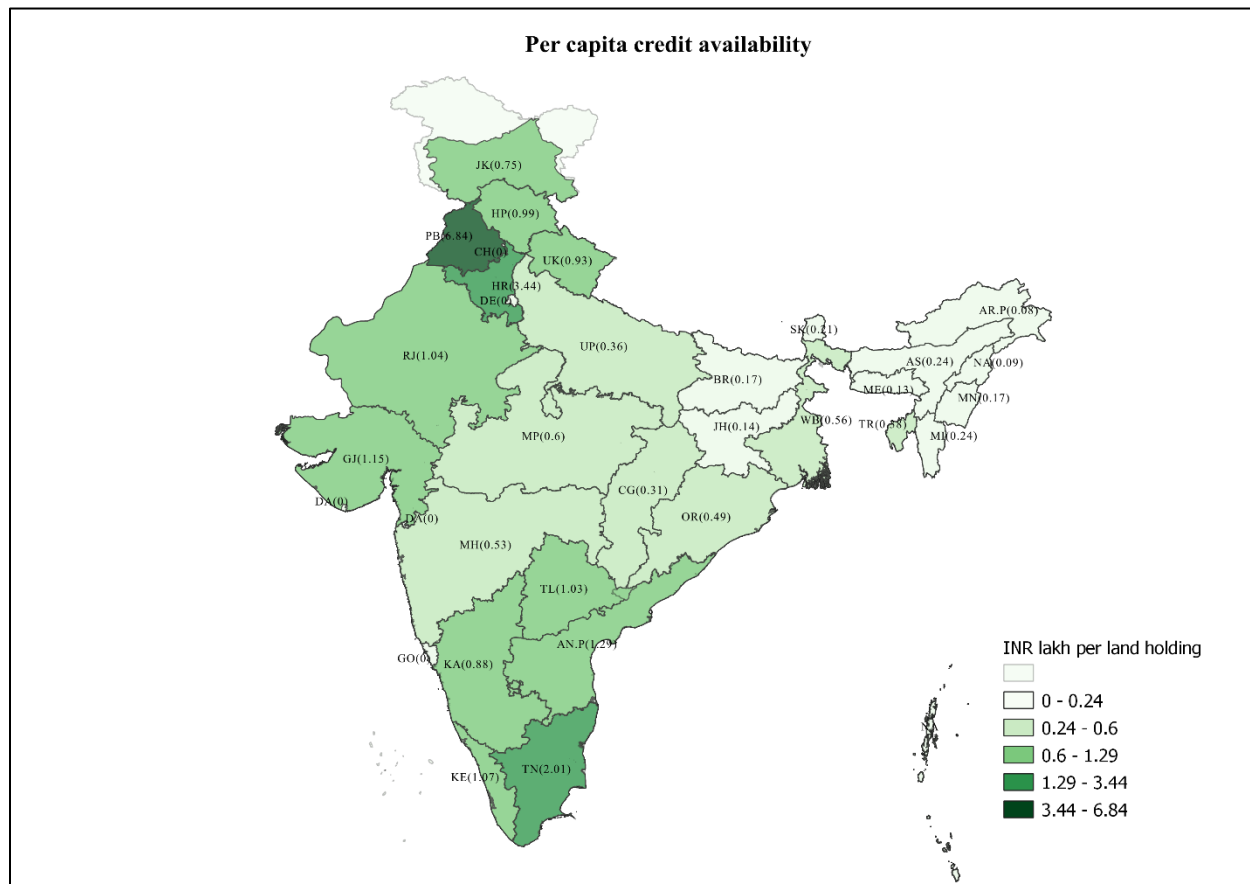 Per capita credit availability
JK(0.75)
HP(0.99)
PB(6.84)
CH(0)
UK(0.93)
HR(3.44)
DE(0)
AR.P(0.08)
SK(0.21)
RJ(1.04)
UP(0.36)
AS(0.24)
NA(0.09)
BR(0.17)
ME(0.13)
MN(0.17)
WB(0.56)
TR(0.58)
JH(0.14)
MI(0.24)
MP(0.6)
GJ(1.15)
CG(0.31)
DA(0)
DA(0)
OR(0.49)
MH(0.53)
TL(1.03)
AN.P(1.29)
GO(0)
KA(0.88)
INR lakh per land holding
0 - 0.24
0.24 - 0.6
0.6 - 1.29
1.29 - 3.44
3.44 - 6.84
KE(1.07)
TN(2.01)